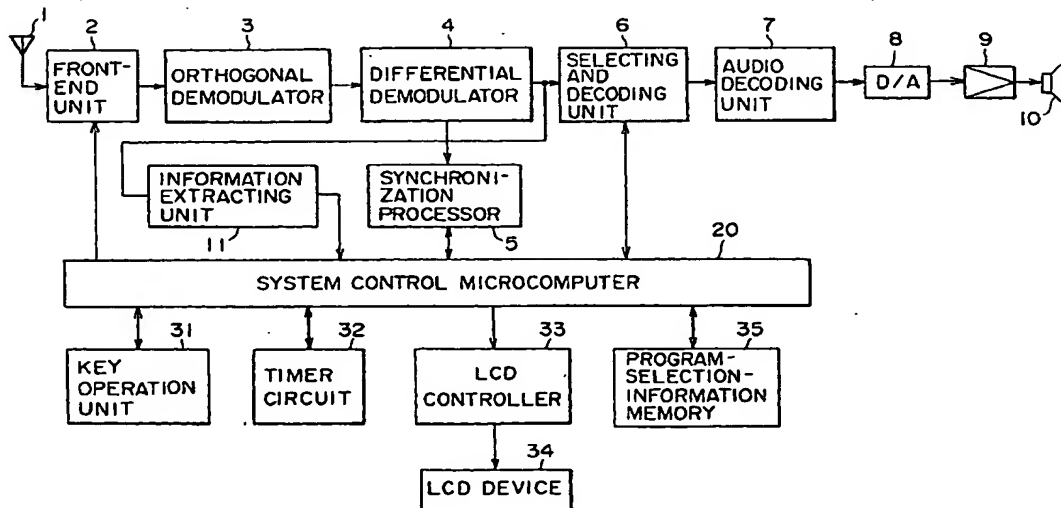 1
2
3
4
6
7
8
9
FRONT-
END
UNIT
ORTHOGONAL
DEMODULATOR
DIFFERENTIAL
DEMODULATOR
SELECTING
AND
DECODING
UNIT
AUDIO
DECODING
UNIT
D/A
10
INFORMATION
EXTRACTING
UNIT
11
SYNCHRONI-
ZATION
PROCESSOR
5
20
SYSTEM CONTROL MICROCOMPUTER
31
32
33
35
KEY
OPERATION
UNIT
TIMER
CIRCUIT
LCD
CONTROLLER
PROGRAM-
SELECTION-
INFORMATION
MEMORY
34
LCD DEVICE